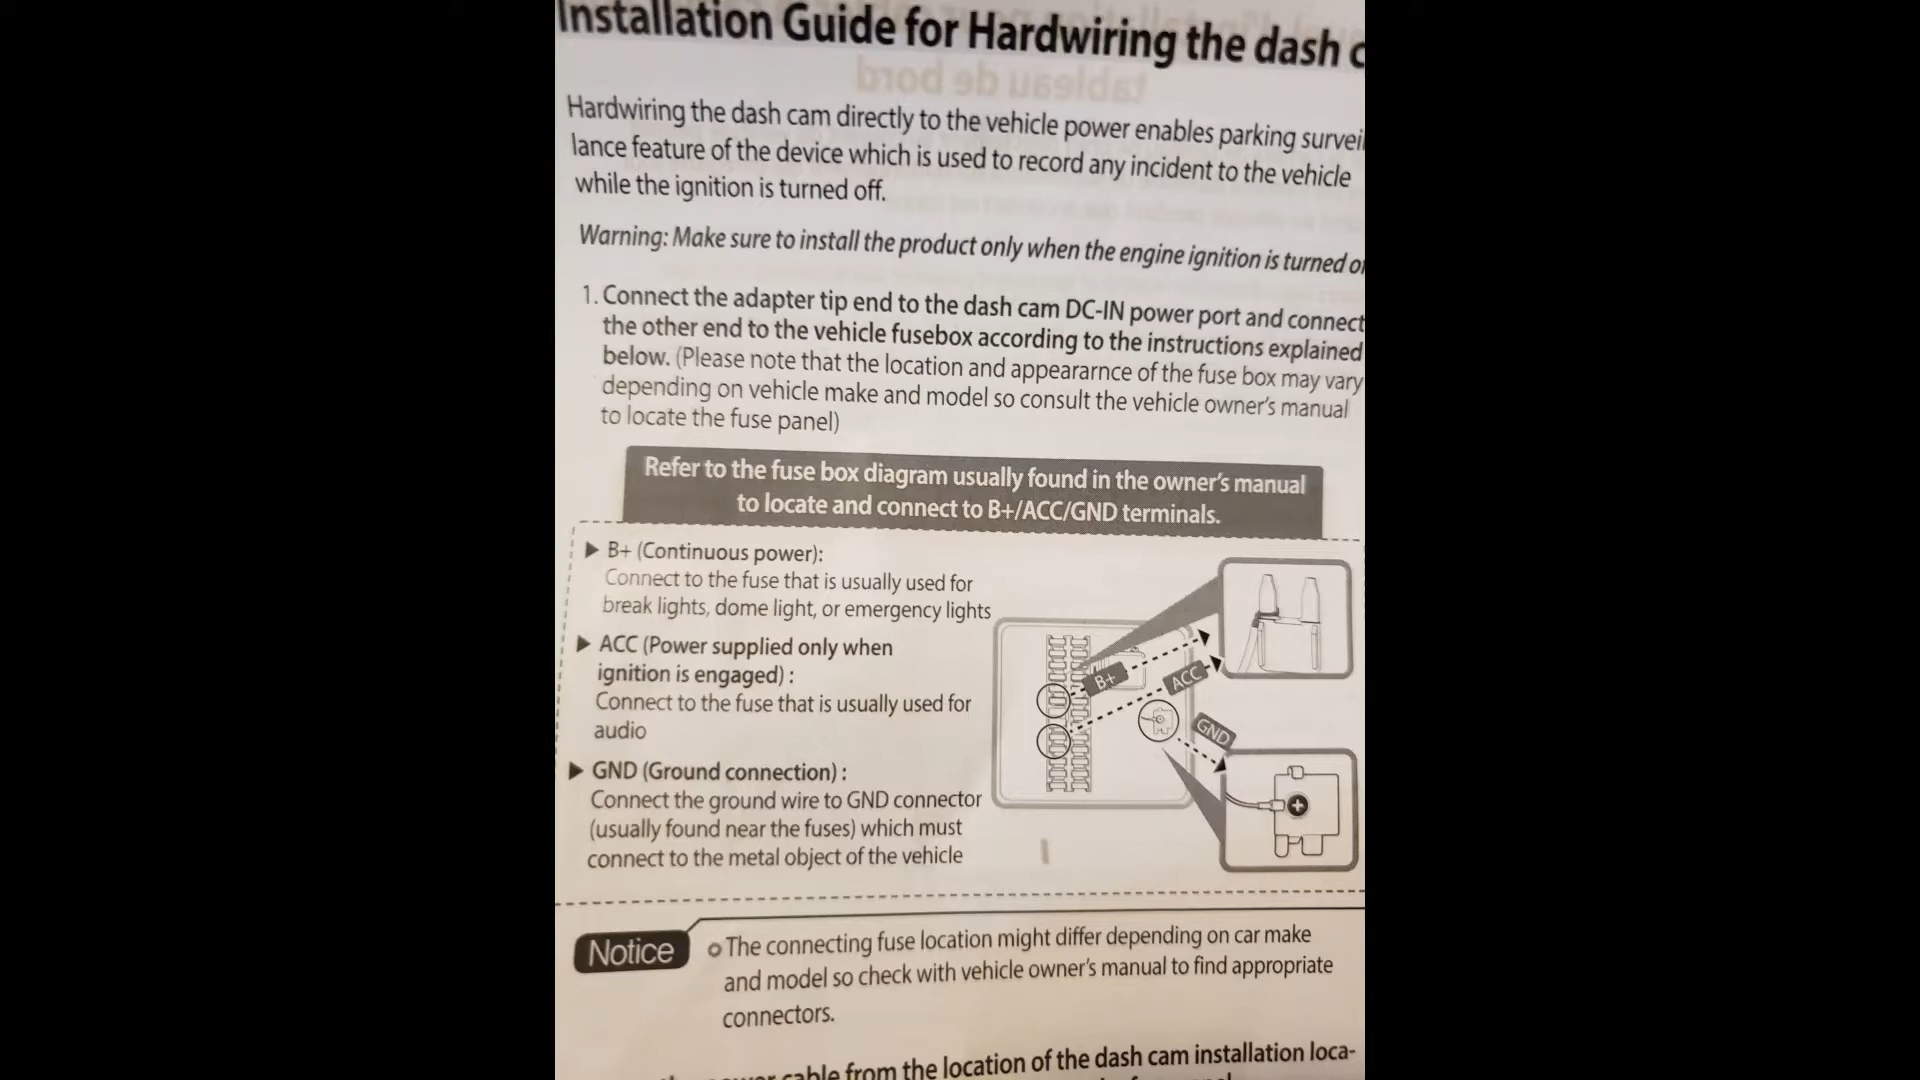 Installation Guide for Hardwiring the dash c
tableau de bord
Hardwiring the dash cam directly to the vehicle power enables parking surveil
lance feature of the device which is used to record any incident to the vehicle
while the ignition is turned off.
Warning: Make sure to install the product only when the engine ignition is turned o
1. Connect the adapter tip end to the dash cam DC-IN power port and connect
the other end to the vehicle fusebox according to the instructions explained
below. (Please note that the location and appeararnce of the fuse box may vary
depending on vehicle make and model so consult the vehicle owner's manual
to locate the fuse panel)
Refer to the fuse box diagram usually found in the owner's manual
to locate and connect to B+/ACC/GND terminals.
▶ B+ (Continuous power):
Connect to the fuse that is usually used for
break lights, dome light, or emergency lights
▶ ACC (Power supplied only when
ignition is engaged) :
Connect to the fuse that is usually used for
audio
▶ GND (Ground connection) :
Connect the ground wire to GND connector
(usually found near the fuses) which must
connect to the metal object of the vehicle
B+
ACC
GND
Notice
The connecting fuse location might differ depending on car make
and model so check with vehicle owner's manual to find appropriate
connectors.
power cable from the location of the dash cam installation loca-